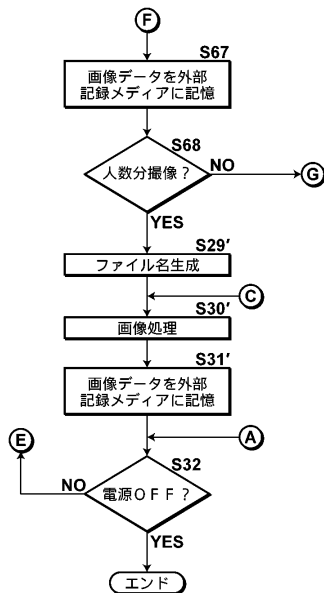 F
S67
画像データを外部
記録メディアに記憶
S68
人数分撮像？
NO
G
YES
S29′
ファイル名生成
C
S30′
画像処理
S31′
画像データを外部
記録メディアに記憶
A
E
S32
NO
電源ＯＦＦ？
YES
エンド